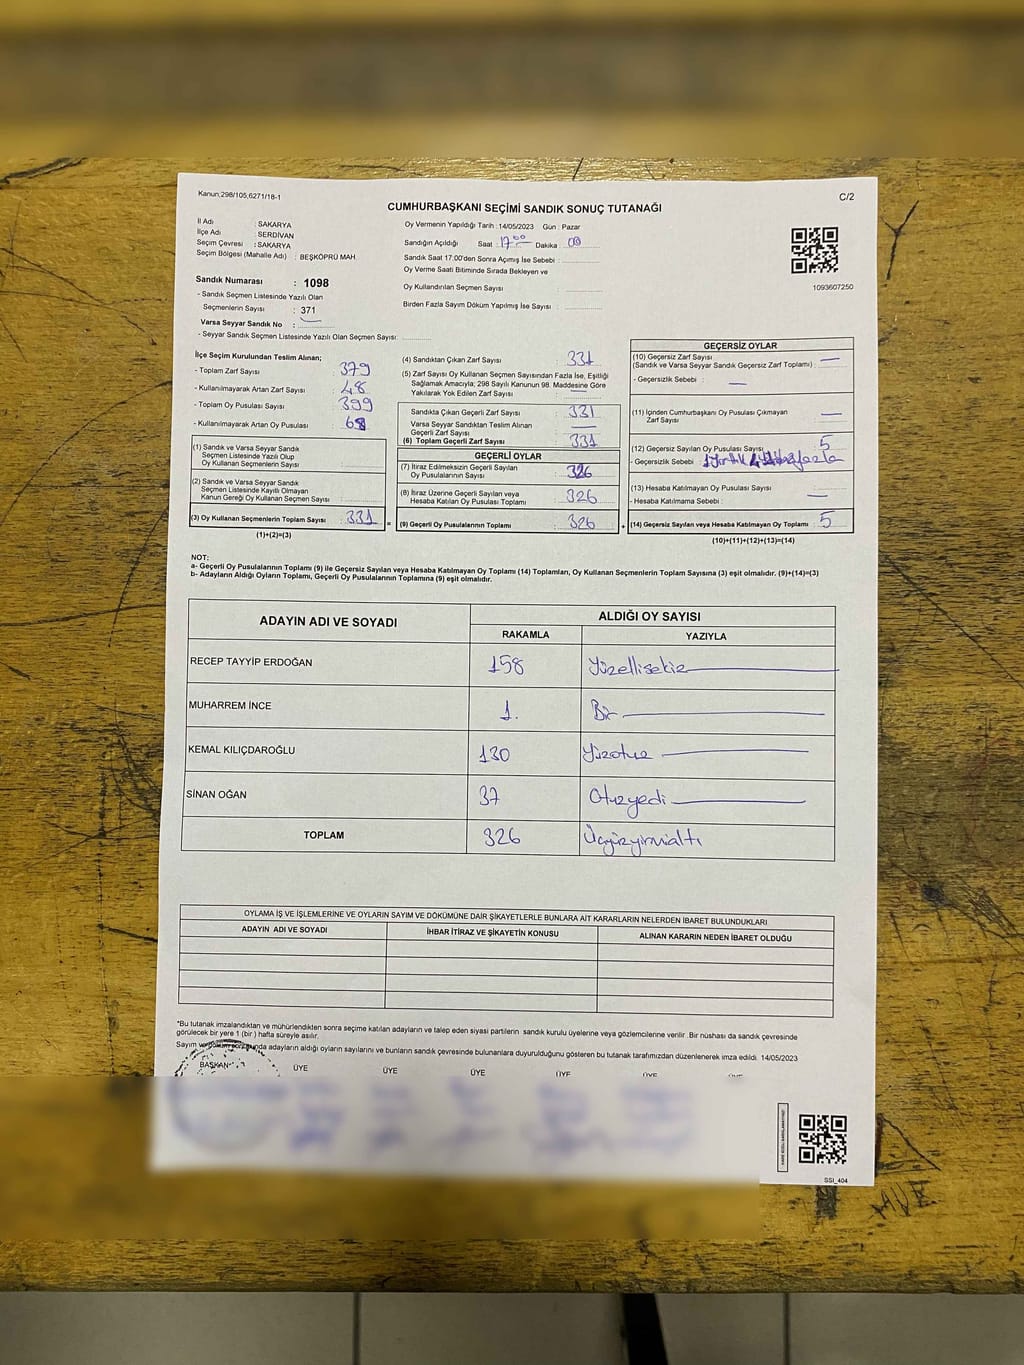 Kanun,298/105,6271/18-1
C/2
CUMHURBAŞKANI SEÇİMİ SANDIK SONUÇ TUTANAĞI
İl Adı : SAKARYA
İlçe Adı : SERDİVAN
Seçim Çevresi : SAKARYA
Seçim Bölgesi (Mahalle Adı) : BEŞKÖPRÜ MAH.
Sandık Numarası : 1098
- Sandık Seçmen Listesinde Yazılı Olan
Seçmenlerin Sayısı : 371
Varsa Seyyar Sandık No :
- Seyyar Sandık Seçmen Listesinde Yazılı Olan Seçmen Sayısı:
Oy Vermenin Yapıldığı Tarih : 14/05/2023 Gün : Pazar
Sandığın Açıldığı Saat : 17:00 Dakika : 00
Sandık Saat 17.00'den Sonra Açımış İse Sebebi :
Oy Verme Saati Bitiminde Sırada Bekleyen ve
Oy Kullandırılan Seçmen Sayısı :
Birden Fazla Sayım Döküm Yapılmış İse Sayısı :
1093607250
İlçe Seçim Kurulundan Teslim Alınan;
- Toplam Zarf Sayısı : 379
- Kullanılmayarak Artan Zarf Sayısı : 48
- Toplam Oy Pusulası Sayısı : 399
- Kullanılmayarak Artan Oy Pusulası : 68
(1) Sandık ve Varsa Seyyar Sandık
Seçmen Listesinde Yazılı Olup
Oy Kullanan Seçmenlerin Sayısı :
(2) Sandık ve Varsa Seyyar Sandık
Seçmen Listesinde Kayıtlı Olmayan
Kanun Gereği Oy Kullanan Seçmen Sayısı :
(3) Oy Kullanan Seçmenlerin Toplam Sayısı : 331 =
(1)+(2)=(3)
(4) Sandıktan Çıkan Zarf Sayısı : 331
(5) Zarf Sayısı Oy Kullanan Seçmen Sayısından Fazla İse, Eşitliği
Sağlamak Amacıyla; 298 Sayılı Kanunun 98. Maddesine Göre
Yakılarak Yok Edilen Zarf Sayısı :
Sandıkta Çıkan Geçerli Zarf Sayısı : 331
Varsa Seyyar Sandıktan Teslim Alınan
Geçerli Zarf Sayısı :
(6) Toplam Geçerli Zarf Sayısı : 331
GEÇERLİ OYLAR
(7) İtiraz Edilmeksizin Geçerli Sayılan
Oy Pusulalarının Sayısı : 326
(8) İtiraz Üzerine Geçerli Sayılan veya
Hesaba Katılan Oy Pusulası Toplamı : 326
(9) Geçerli Oy Pusulalarının Toplamı : 326 +
GEÇERSİZ OYLAR
(10) Geçersiz Zarf Sayısı
(Sandık ve Varsa Seyyar Sandık Geçersiz Zarf Toplamı) : —
- Geçersizlik Sebebi : —
(11) İçinden Cumhurbaşkanı Oy Pusulası Çıkmayan
Zarf Sayısı : —
(12) Geçersiz Sayılan Oy Pusulası Sayısı : 5
- Geçersizlik Sebebi : fazla
(13) Hesaba Katılmayan Oy Pusulası Sayısı :
- Hesaba Katılmama Sebebi : —
(14) Geçersiz Sayılan veya Hesaba Katılmayan Oy Toplamı : 5
(10)+(11)+(12)+(13)=(14)
NOT:
a- Geçerli Oy Pusulalarının Toplamı (9) ile Geçersiz Sayılan veya Hesaba Katılmayan Oy Toplamı (14) Toplamları, Oy Kullanan Seçmenlerin Toplam Sayısına (3) eşit olmalıdır. (9)+(14)=(3)
b- Adayların Aldığı Oyların Toplamı, Geçerli Oy Pusulalarının Toplamına (9) eşit olmalıdır.
ADAYIN ADI VE SOYADI
ALDIĞI OY SAYISI
RAKAMLA YAZIYLA
RECEP TAYYİP ERDOĞAN 158 Yüzellisekiz
MUHARREM İNCE 1. Bir
KEMAL KILIÇDAROĞLU 130 Yüzotuz
SİNAN OĞAN 37 Otuzyedi
TOPLAM 326 Üçyüzyirmialtı
OYLAMA İŞ VE İŞLEMLERİNE VE OYLARIN SAYIM VE DÖKÜMÜNE DAİR ŞİKAYETLERLE BUNLARA AİT KARARLARIN NELERDEN İBARET BULUNDUKLARI
ADAYIN ADI VE SOYADI İHBAR İTİRAZ VE ŞİKAYETİN KONUSU ALINAN KARARIN NEDEN İBARET OLDUĞU
*Bu tutanak imzalandıktan ve mühürlendikten sonra seçime katılan adayların ve talep eden siyasi partilerin sandık kurulu üyelerine veya gözlemcilerine verilir. Bir nüshası da sandık çevresinde
görülecek bir yere 1 (bir ) hafta süreyle asılır.
Sayım ve döküm sonucunda adayların aldığı oyların sayılarını ve bunların sandık çevresinde bulunanlara duyurulduğunu gösteren bu tutanak tarafımızdan düzenlenerek imza edildi. 14/05/2023
BAŞKAN ÜYE ÜYE ÜYE ÜYE ÜYE ÜYE
SSI_404
AVE